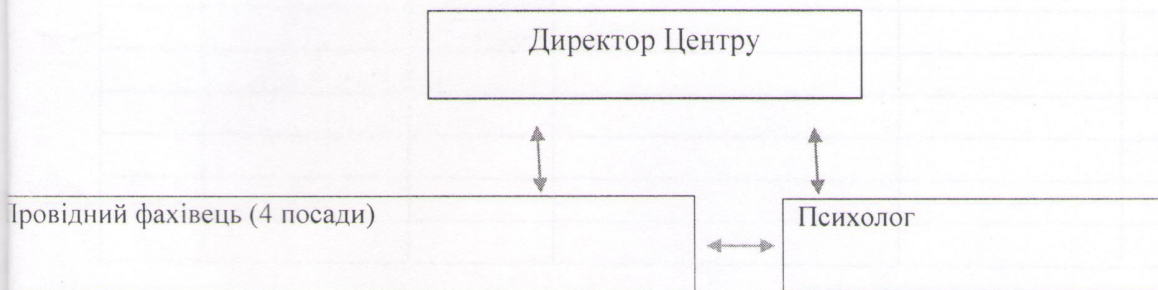 Директор Центру
Провідний фахівець (4 посади)
Психолог